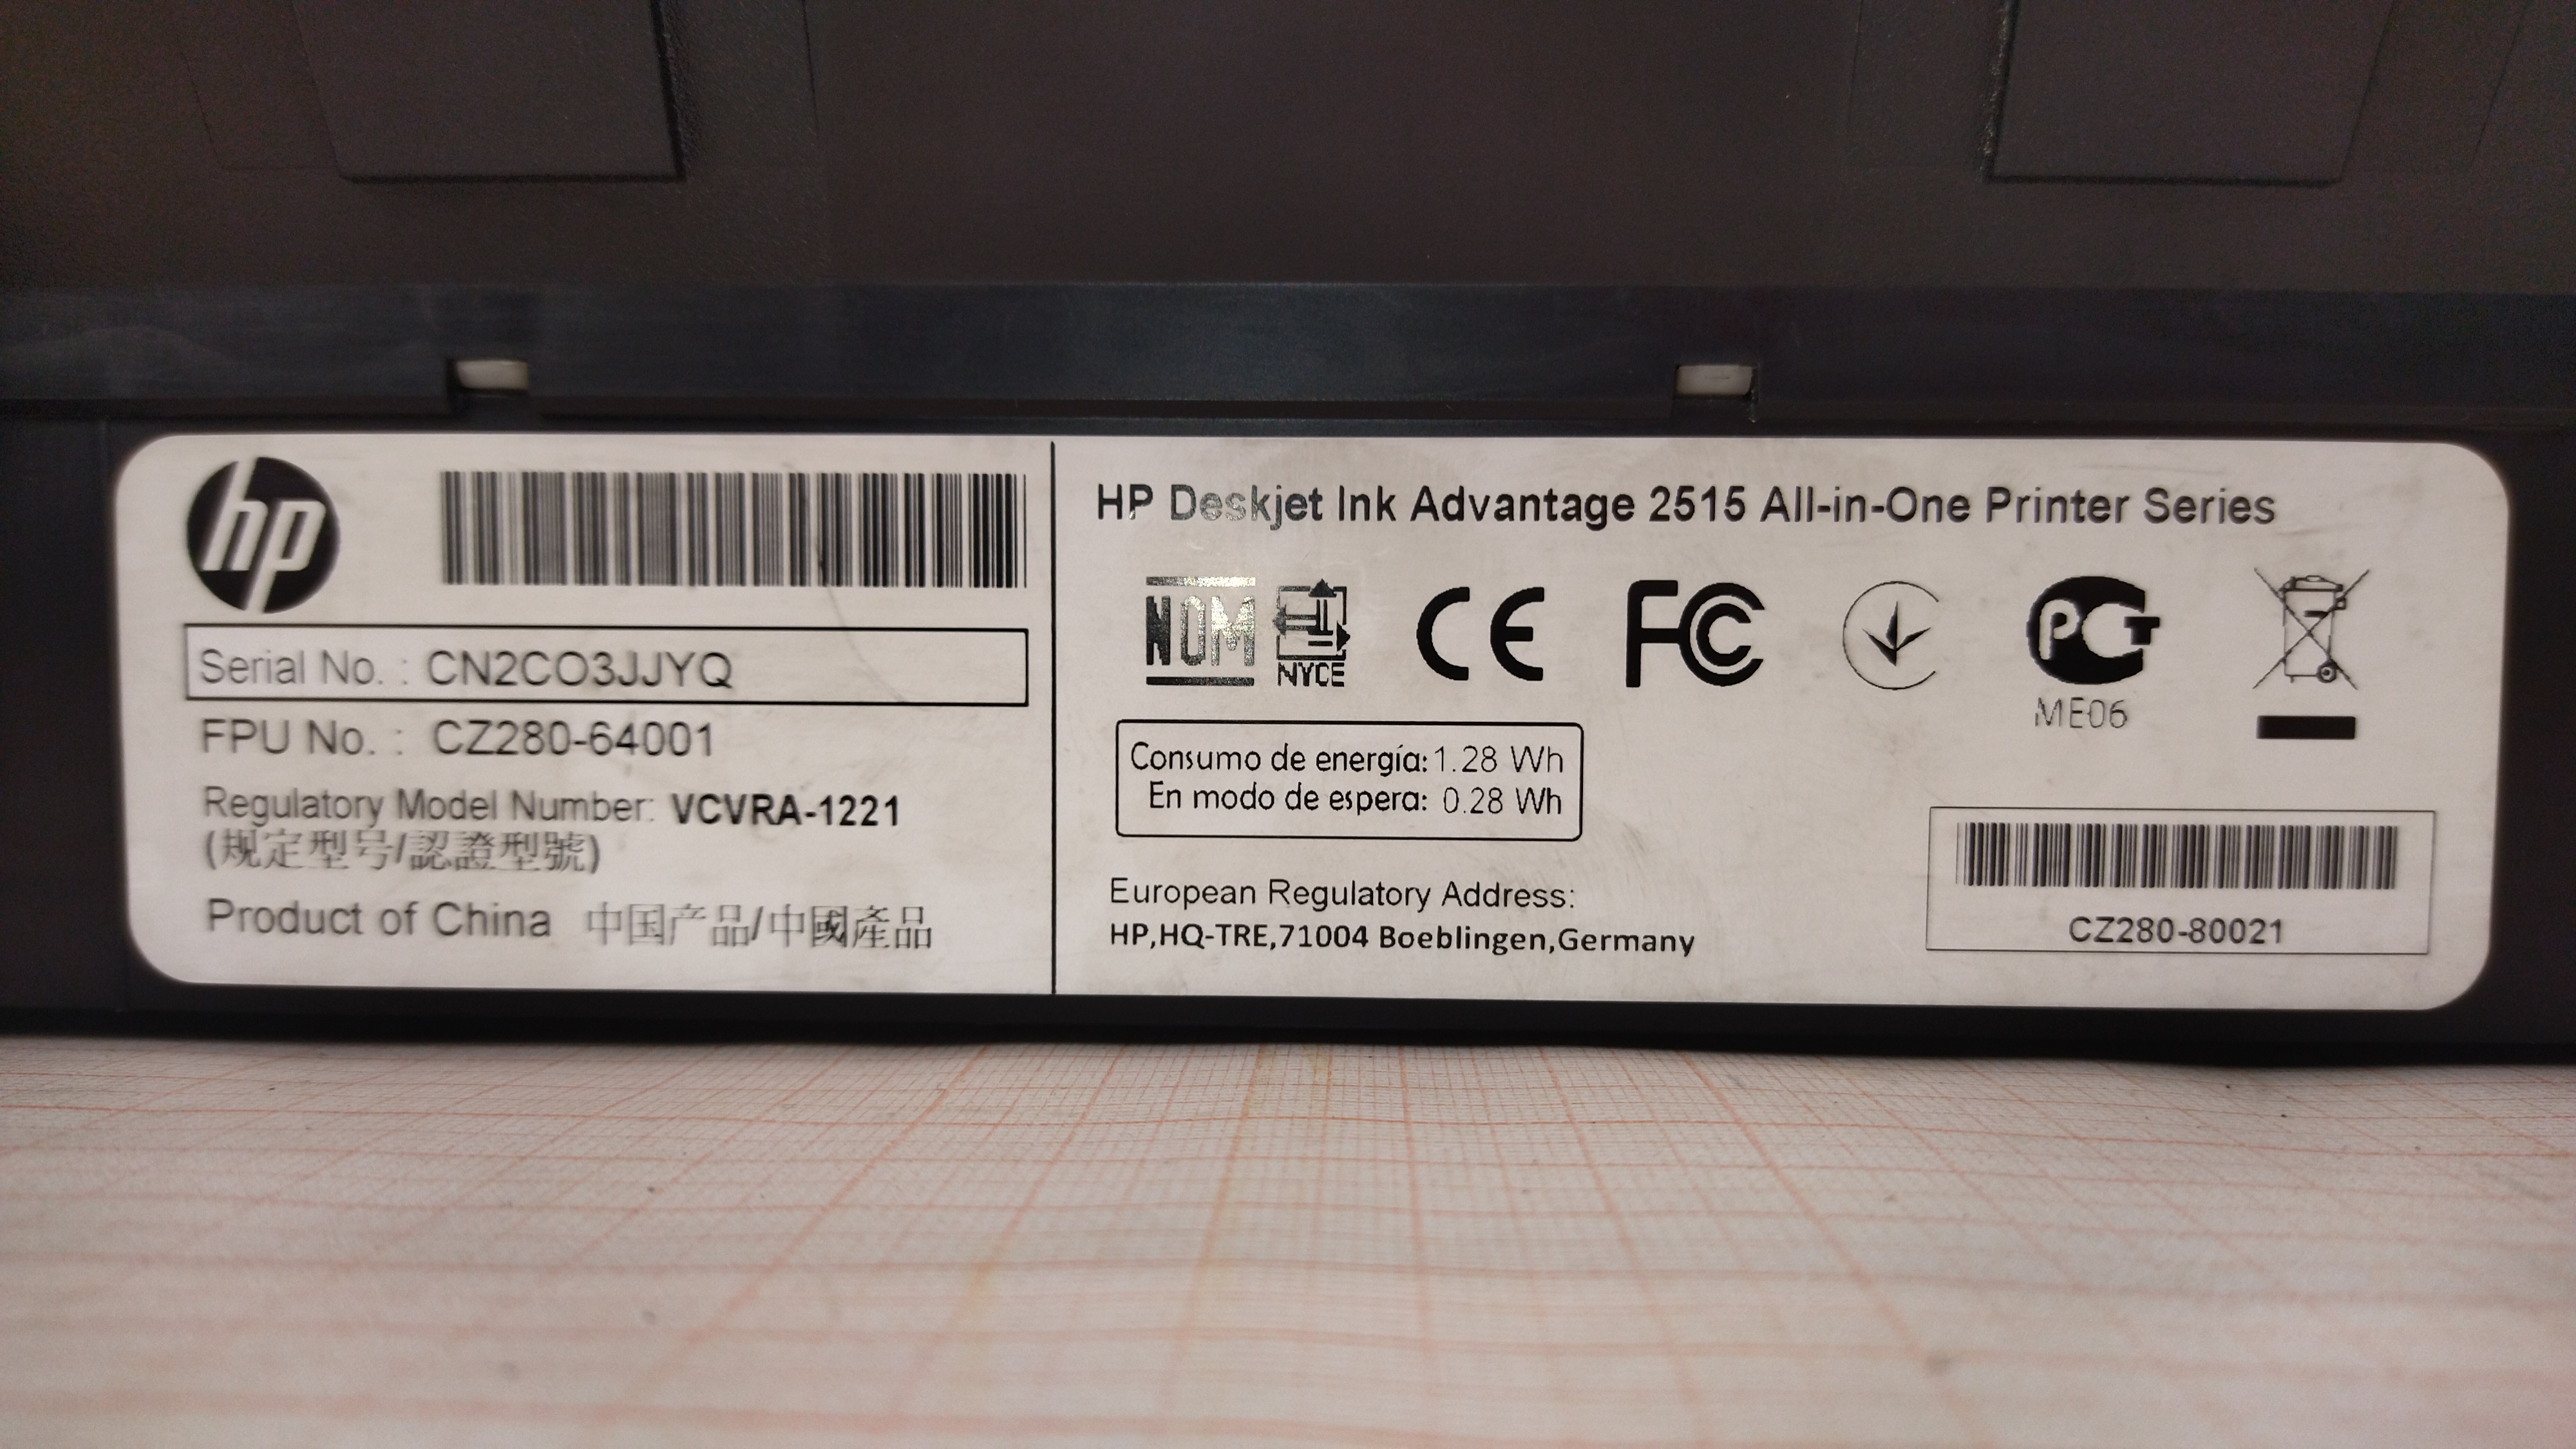 hp
Serial No. : CN2CO3JJYQ
FPU No. : CZ280-64001
Regulatory Model Number: VCVRA-1221
(规定型号/認證型號)
Product of China 中国产品/中國產品
HP Deskjet Ink Advantage 2515 All-in-One Printer Series
NOM NYCE CE FC PCT
ME06
Consumo de energía: 1.28 Wh
En modo de espera: 0.28 Wh
European Regulatory Address:
HP,HQ-TRE,71004 Boeblingen,Germany
CZ280-80021